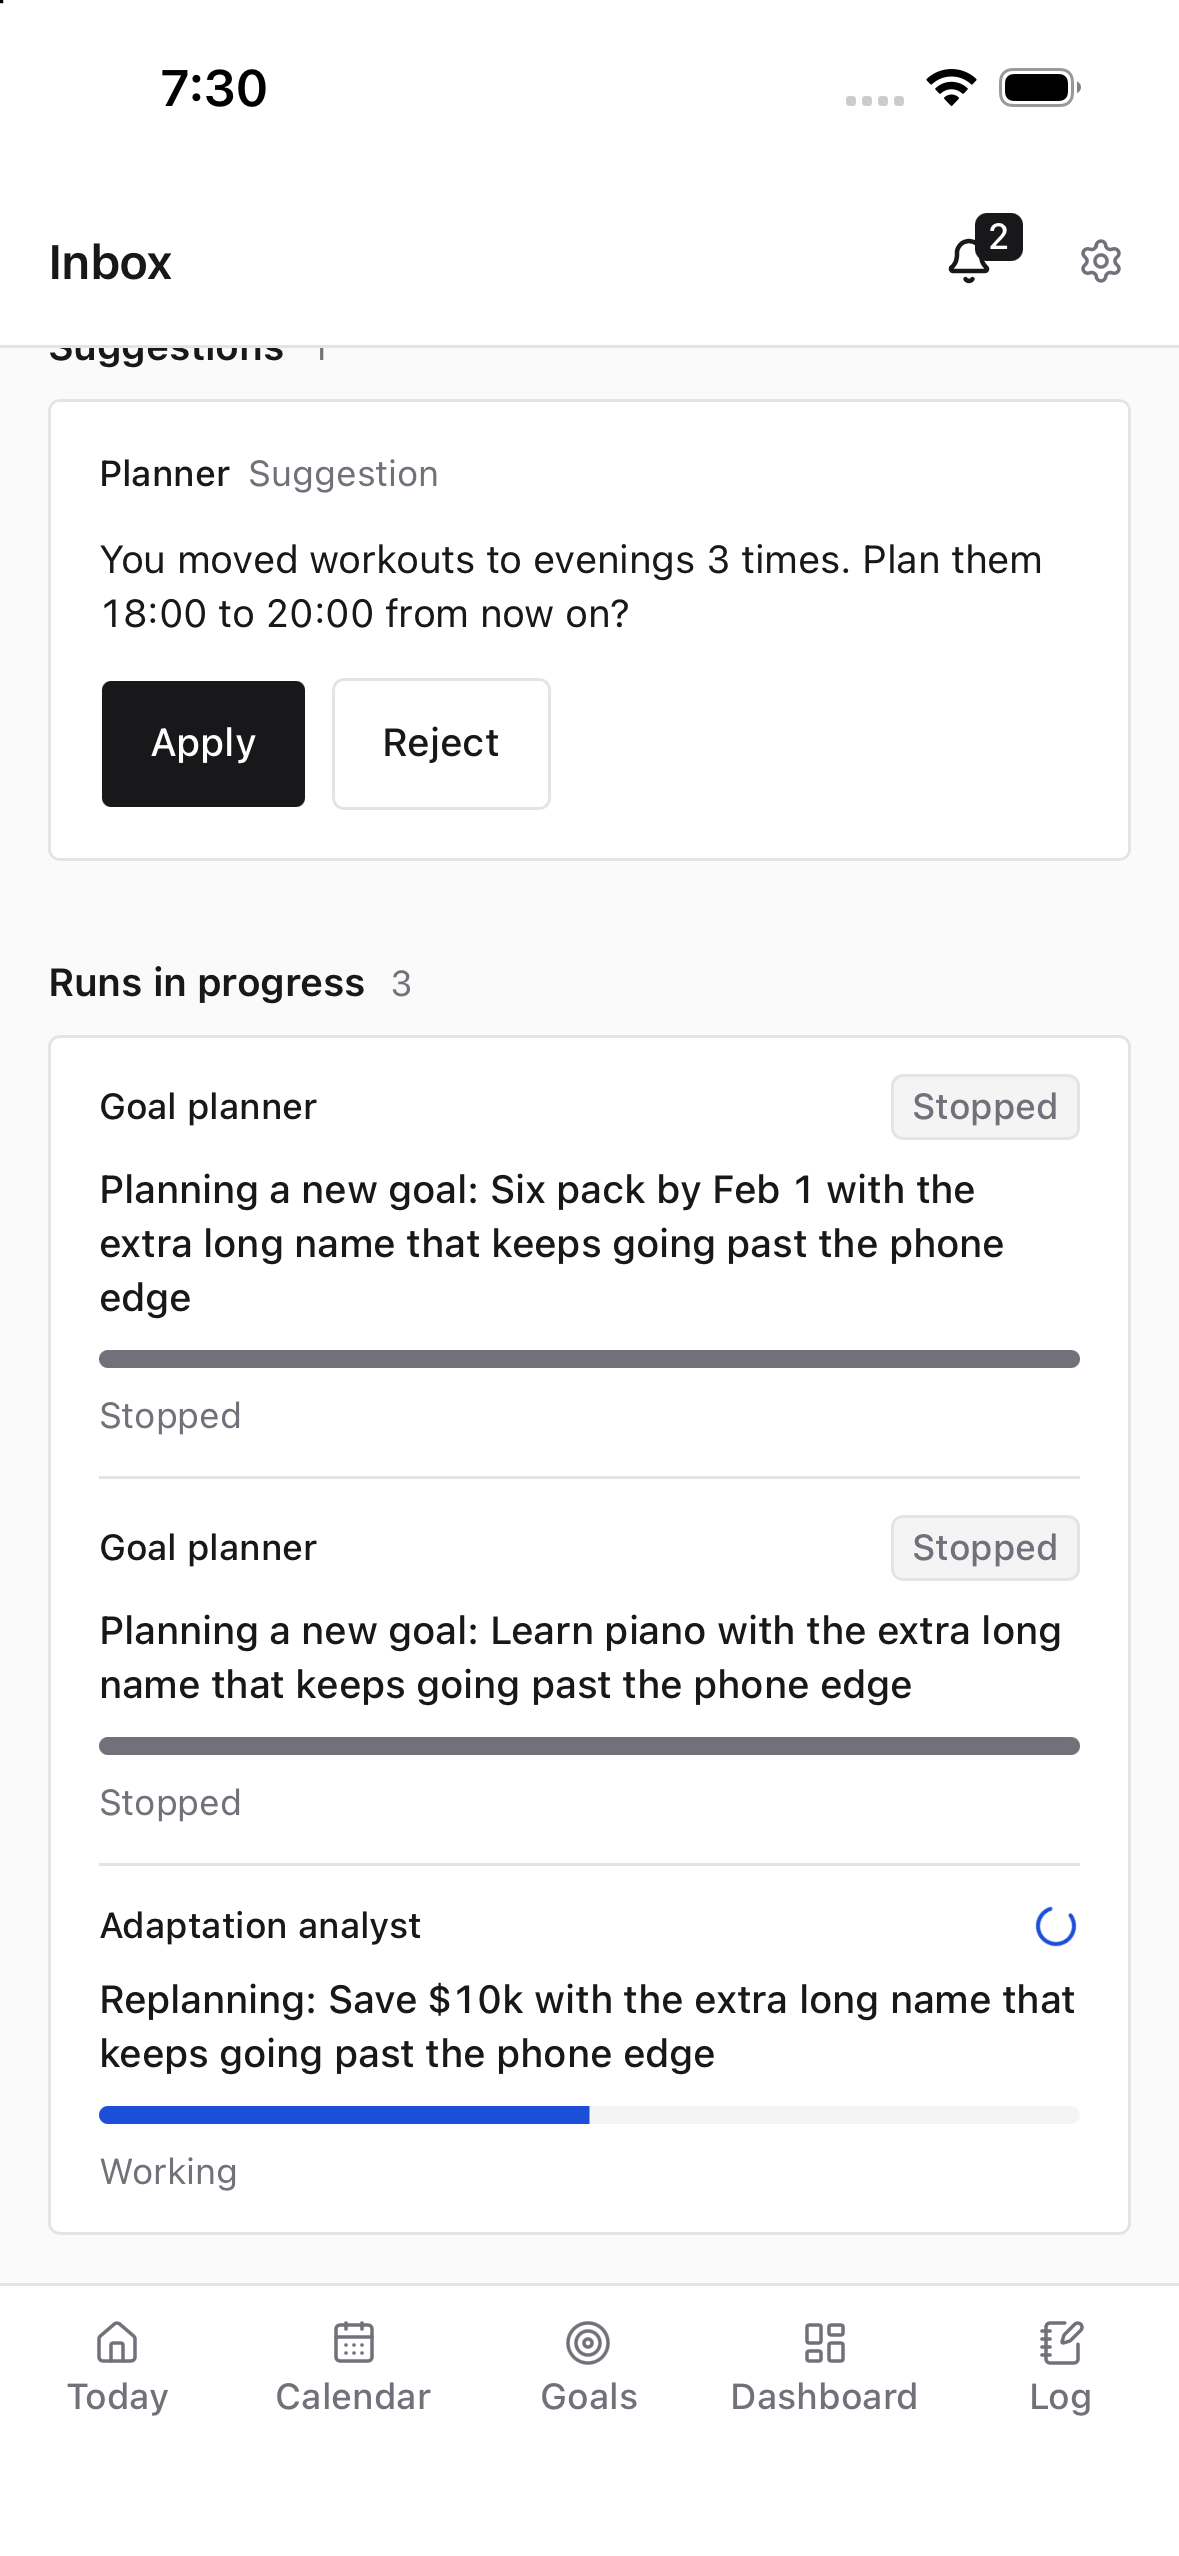 7:30
Inbox
2
Suggestions 1
Planner Suggestion
You moved workouts to evenings 3 times. Plan them
18:00 to 20:00 from now on?
Apply
Reject
Runs in progress 3
Goal planner
Stopped
Planning a new goal: Six pack by Feb 1 with the
extra long name that keeps going past the phone
edge
Stopped
Goal planner
Stopped
Planning a new goal: Learn piano with the extra long
name that keeps going past the phone edge
Stopped
Adaptation analyst
Replanning: Save $10k with the extra long name that
keeps going past the phone edge
Working
Today
Calendar
Goals
Dashboard
Log